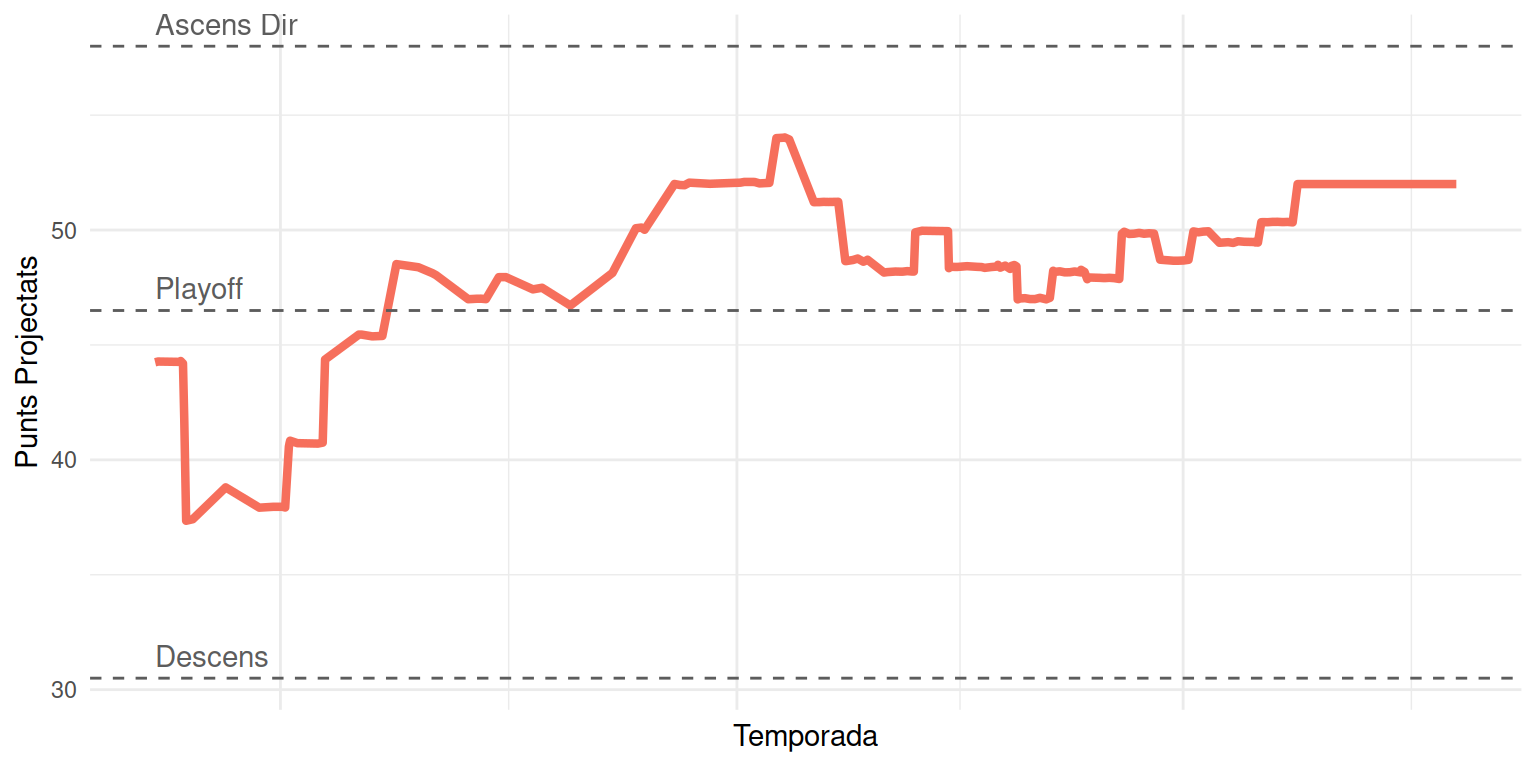 Ascens Dir
50
Playoff
40
Descens
30
Punts Projectats
Temporada